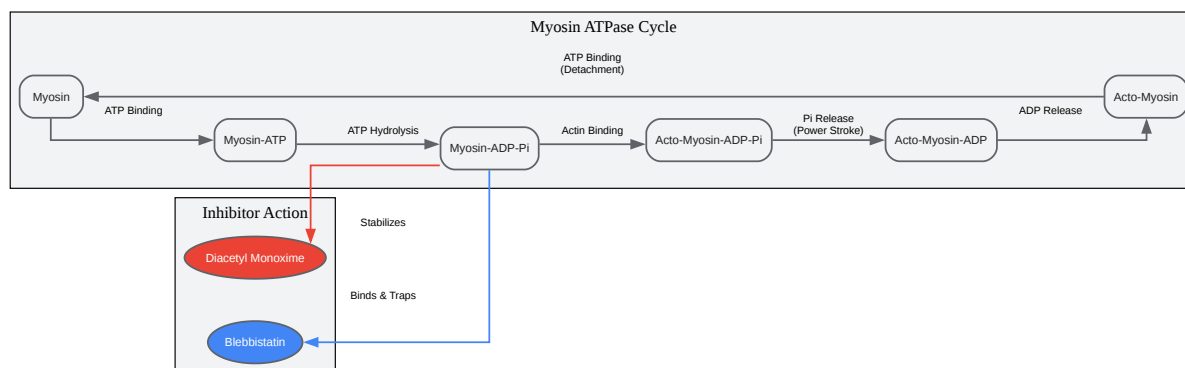 Myosin ATPase Cycle
ATP Binding
(Detachment)
Myosin
Acto-Myosin
ATP Binding
ADP Release
Pi Release
(Power Stroke)
ATP Hydrolysis
Actin Binding
Myosin-ATP
Myosin-ADP-Pi
Acto-Myosin-ADP-Pi
Acto-Myosin-ADP
Inhibitor Action
Stabilizes
Diacetyl Monoxime
Binds & Traps
Blebbistatin